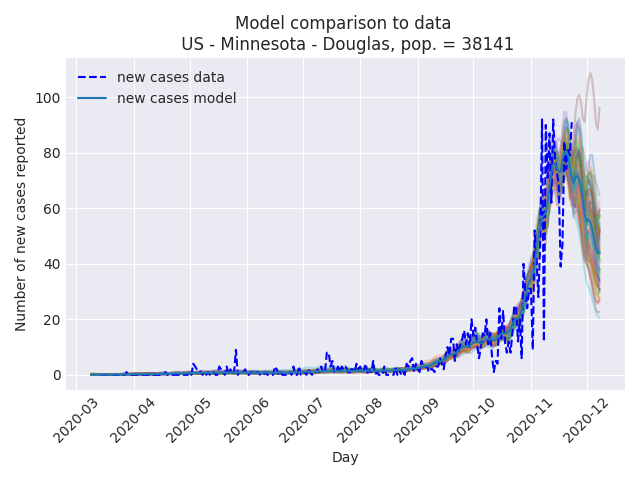 Model comparison to data
US - Minnesota - Douglas, pop. = 38141
new cases data
new cases model
Number of new cases reported
100
80
60
40
20
0
2020-03
2020-04
2020-05
2020-06
2020-07
2020-08
2020-09
2020-10
2020-11
2020-12
Day